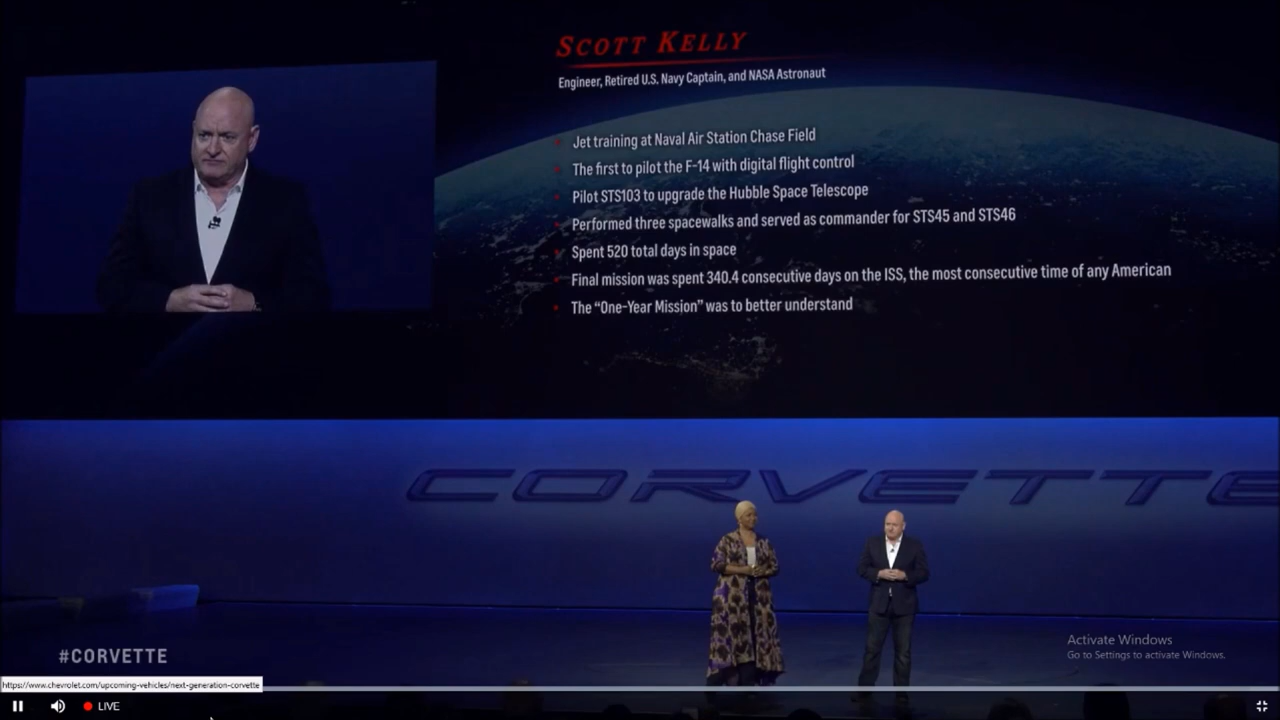 SCOTT KELLY
Engineer, Retired U.S. Navy Captain, and NASA Astronaut
Jet training at Naval Air Station Chase Field
The first to pilot the F-14 with digital flight control
Pilot STS103 to upgrade the Hubble Space Telescope
Performed three spacewalks and served as commander for STS45 and STS46
Spent 520 total days in space
Final mission was spent 340.4 consecutive days on the ISS, the most consecutive time of any American
The “One-Year Mission” was to better understand
CORVETTE
#CORVETTE
Activate Windows
Go to Settings to activate Windows.
https://www.chevrolet.com/upcoming-vehicles/next-generation-corvette
LIVE